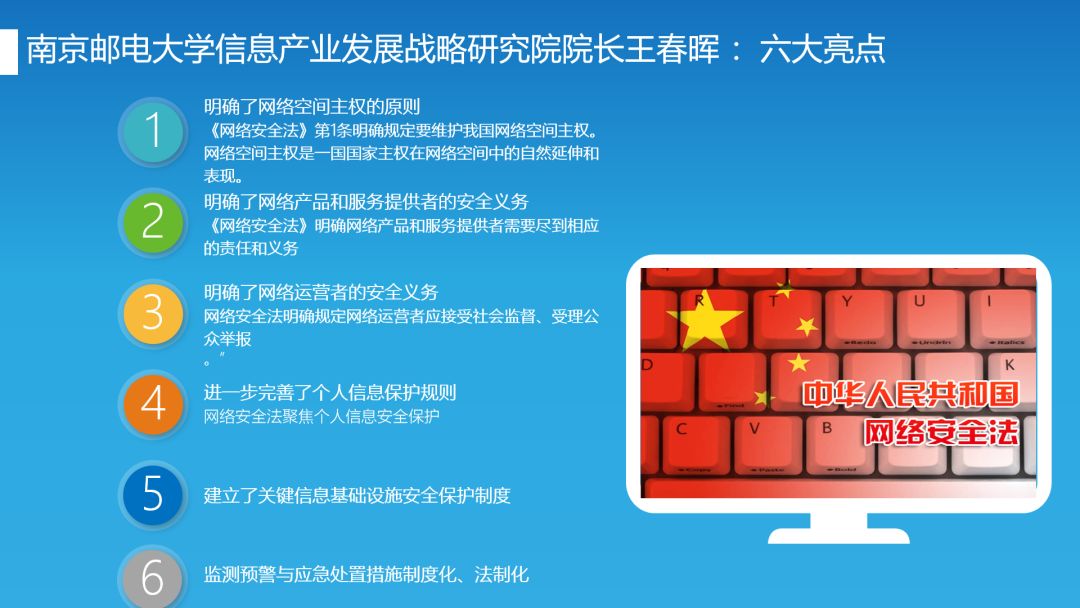 南京邮电大学信息产业发展战略研究院院长王春晖：六大亮点
1
明确了网络空间主权的原则
《网络安全法》第1条明确规定要维护我国网络空间主权。
网络空间主权是一国国家主权在网络空间中的自然延伸和
表现。
2
明确了网络产品和服务提供者的安全义务
《网络安全法》明确网络产品和服务提供者需要尽到相应
的责任和义务
3
明确了网络运营者的安全义务
网络安全法明确规定网络运营者应接受社会监督、受理公
众举报
。”
4
进一步完善了个人信息保护规则
网络安全法聚焦个人信息安全保护
5
建立了关键信息基础设施安全保护制度
6
监测预警与应急处置措施制度化、法制化
R T Y U I
Redo Undrln Italics
D K
Find
中华人民共和国
C V B
网络安全法
Copy Paste Bold